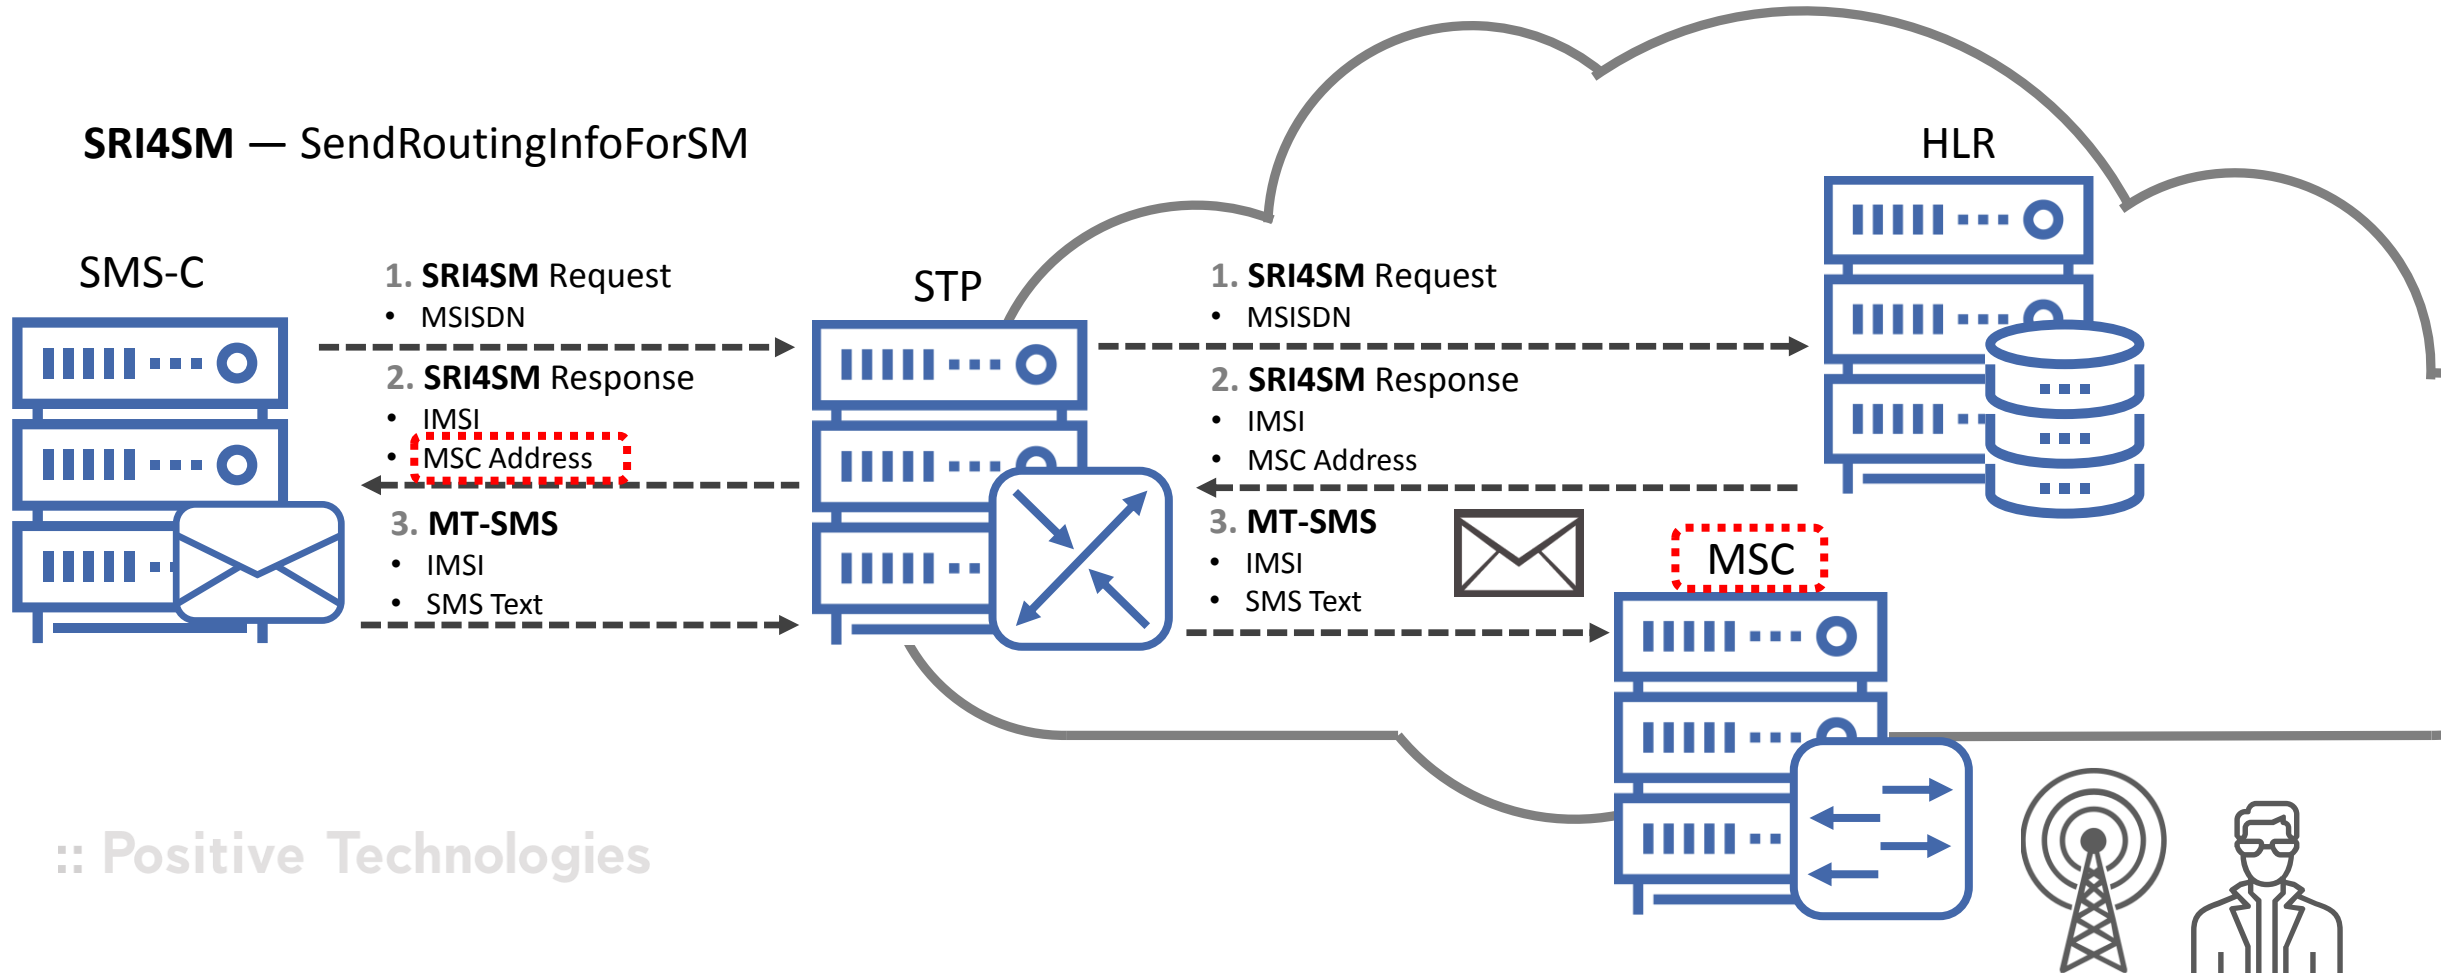 SRI4SM — SendRoutingInfoForSM
HLR
SMS-C
1. SRI4SM Request
• MSISDN
2. SRI4SM Response
• IMSI
• MSC Address
3. MT-SMS
• IMSI
• SMS Text
STP
1. SRI4SM Request
• MSISDN
2. SRI4SM Response
• IMSI
• MSC Address
3. MT-SMS
• IMSI
• SMS Text
MSC
:: Positive Technologies